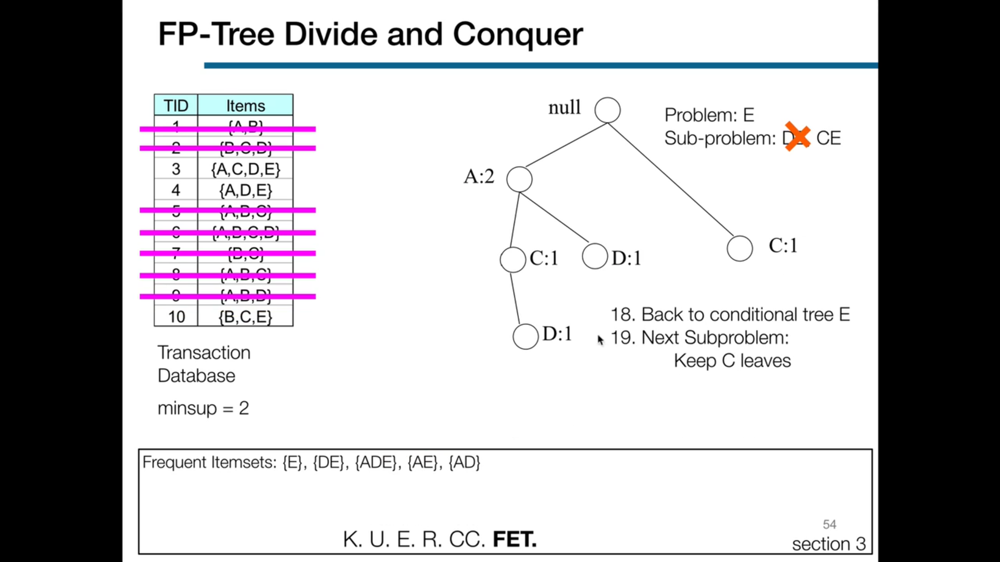 FP-Tree Divide and Conquer
TID Items
1 {A,B}
2 {B,C,D}
3 {A,C,D,E}
4 {A,D,E}
5 {A,B,C}
6 {A,B,C,D}
7 {B,C}
8 {A,B,C}
9 {A,B,D}
10 {B,C,E}
Transaction
Database
minsup = 2
null
A:2
C:1
D:1
C:1
D:1
Problem: E
Sub-problem: DE, CE
18. Back to conditional tree E
19. Next Subproblem:
Keep C leaves
Frequent Itemsets: {E}, {DE}, {ADE}, {AE}, {AD}
K. U. E. R. CC. FET.
54
section 3